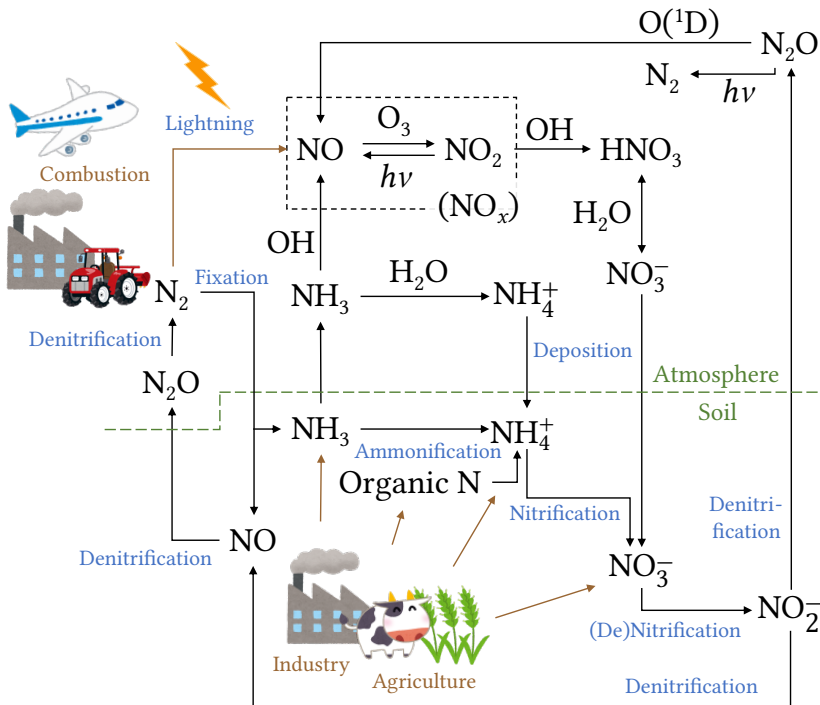 O(¹D)
N₂O
N₂
hν
Lightning
Combustion
O₃
NO
NO₂
OH
HNO₃
hν
(NOₓ)
H₂O
OH
Fixation
H₂O
NO₃⁻
N₂
NH₃
NH₄⁺
Denitrification
Deposition
N₂O
Atmosphere
Soil
NH₃
NH₄⁺
Ammonification
Organic N
Nitrification
Denitri-
fication
NO
Denitrification
NO₃⁻
NO₂⁻
(De)Nitrification
Industry
Agriculture
Denitrification